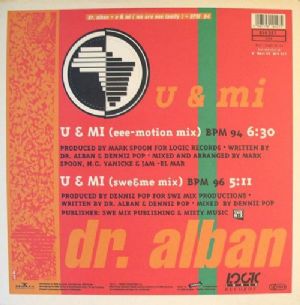 dr. alban • u & mi ( we are one family ) • BPM 94
U & mi
U & MI (eee-motion mix) BPM 94 6:30
PRODUCED BY MARK SPOON FOR LOGIC RECORDS • WRITTEN BY
DR. ALBAN & DENNIZ POP • MIXED AND ARRANGED BY MARK
SPOON, M.C. YANICKE & JAM - EL MAR
U & MI (swe&me mix) BPM 96 5:11
PRODUCED BY DENNIZ POP FOR SWE MIX PRODUCTIONS •
WRITTEN BY DR. ALBAN & DENNIZ POP • MIXED BY DENNIZ POP
PUBLISHER: SWE MIX PUBLISHING & MISTY MUSIC
dr. alban
LOGIC
RECORDS